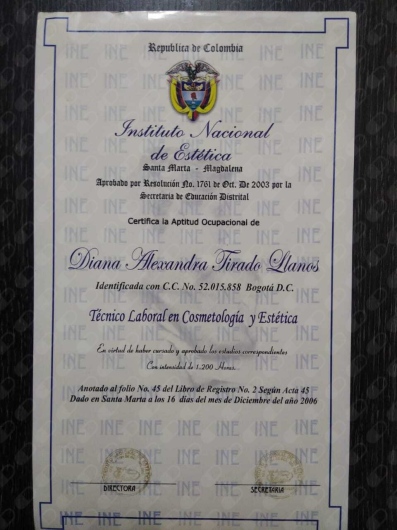 Republica de Colombia
Instituto Nacional
de Estética
Santa Marta - Magdalena
Aprobado por Resolución No. 1761 de Oct. De 2003 por la
Secretaria de Educación Distrital
Certifica la Aptitud Ocupacional de
Diana Alexandra Tirado Llanos
Identificada con C.C. No. 52.015.858 Bogotá D.C.
Técnico Laboral en Cosmetología y Estética
En virtud de haber cursado y aprobado los estudios correspondientes
Con intensidad de 1.200 Horas.
Anotado al folio No. 45 del Libro de Registro No. 2 Según Acta 45
Dado en Santa Marta a los 16 días del mes de Diciembre del año 2006
DIRECTORA SECRETARIA
INE